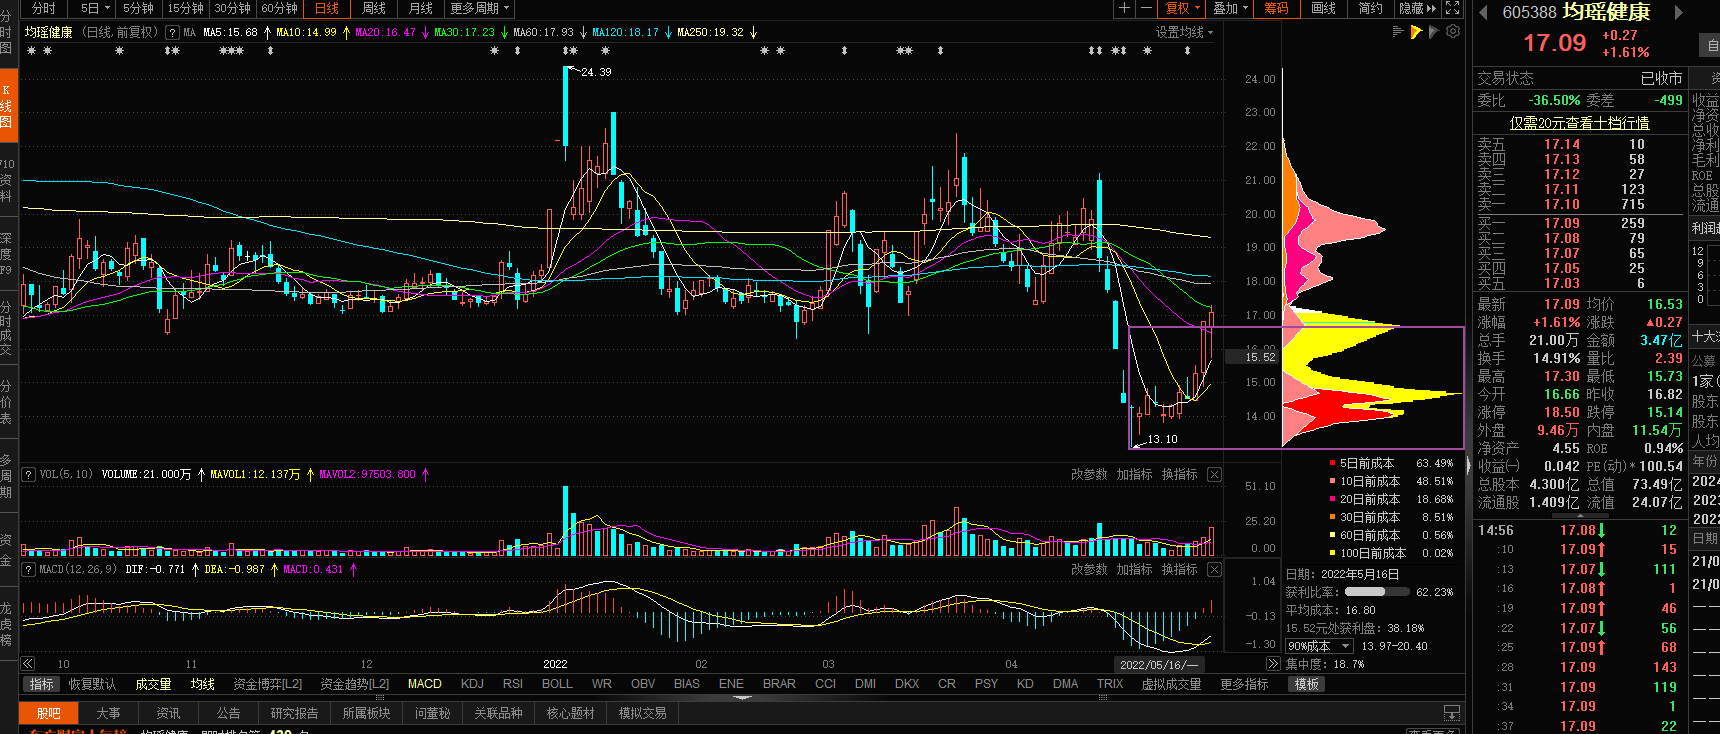 分时 5日 5分钟 15分钟 30分钟 60分钟 日线 周线 月线 更多周期
复权 叠加 筹码 画线 简约 隐藏
605388 均瑶健康
17.09 +0.27 +1.61%
均瑶健康 (日线,前复权) ? MA MA5:15.68 ↑ MA10:14.99 ↑ MA20:16.47 ↓ MA30:17.23 ↓ MA60:17.93 ↓ MA120:18.17 ↓ MA250:19.32 ↓
设置均线
分时图
K线图
F10资料
深度F9
分时成交
分价表
多周期
资金
龙虎榜
24.39
13.10
24.00
23.00
22.00
21.00
20.00
19.00
18.00
17.00
16.00
15.52
15.00
14.00
? VOL(5,10) VOLUME:21.000万 ↑ MAVOL1:12.137万 ↑ MAVOL2:97503.800 ↑
改参数 加指标 换指标
51.10
25.20
0.00
? MACD(12,26,9) DIF:-0.771 ↑ DEA:-0.987 ↑ MACD:0.431 ↑
改参数 加指标 换指标
1.04
-0.13
-1.30
10 11 12 2022 02 03 04 2022/05/16/一
5日前成本 63.49%
10日前成本 48.51%
20日前成本 18.68%
30日前成本 8.51%
60日前成本 0.56%
100日前成本 0.02%
日期: 2022年5月16日
获利比率: 62.23%
平均成本: 16.80
15.52元处获利盘: 38.18%
90%成本 13.97-20.40
集中度: 18.7%
指标 恢复默认 成交量 均线 资金博弈[L2] 资金趋势[L2] MACD KDJ RSI BOLL WR OBV BIAS ENE BRAR CCI DMI DKX CR PSY KD DMA TRIX 虚拟成交量 更多指标 模板
股吧 大事 资讯 公告 研究报告 所属板块 问董秘 关联品种 核心题材 模拟交易
交易状态 已收市
委比 -36.50% 委差 -499
仅需20元查看十档行情
卖五 17.14 10
卖四 17.13 58
卖三 17.12 27
卖二 17.11 123
卖一 17.10 715
买一 17.09 259
买二 17.08 79
买三 17.07 65
买四 17.05 25
买五 17.03 6
最新 17.09 均价 16.53
涨幅 +1.61% 涨跌 ▲0.27
总手 21.00万 金额 3.47亿
换手 14.91% 量比 2.39
最高 17.30 最低 15.73
今开 16.66 昨收 16.82
涨停 18.50 跌停 15.14
外盘 9.46万 内盘 11.54万
净资产 4.55 ROE 0.94%
收益(一) 0.042 PE(动)* 100.54
总股本 4.300亿 总值 73.49亿
流通股 1.409亿 流值 24.07亿
14:56 17.08↓ 12
:10 17.09↑ 15
:13 17.07↓ 111
:16 17.08↑ 1
:19 17.09↑ 46
:22 17.07↓ 56
:25 17.09↑ 68
:28 17.09 143
:31 17.09 119
:34 17.09 1
:37 17.09 22
自
收益
净资
总收
净利
毛利
ROE
总股
流通
利润
12
9
6
3
0
十大
公募
1家(
股东
股东
人均
年份
2024
2023
2022
日期
21/0
21/0